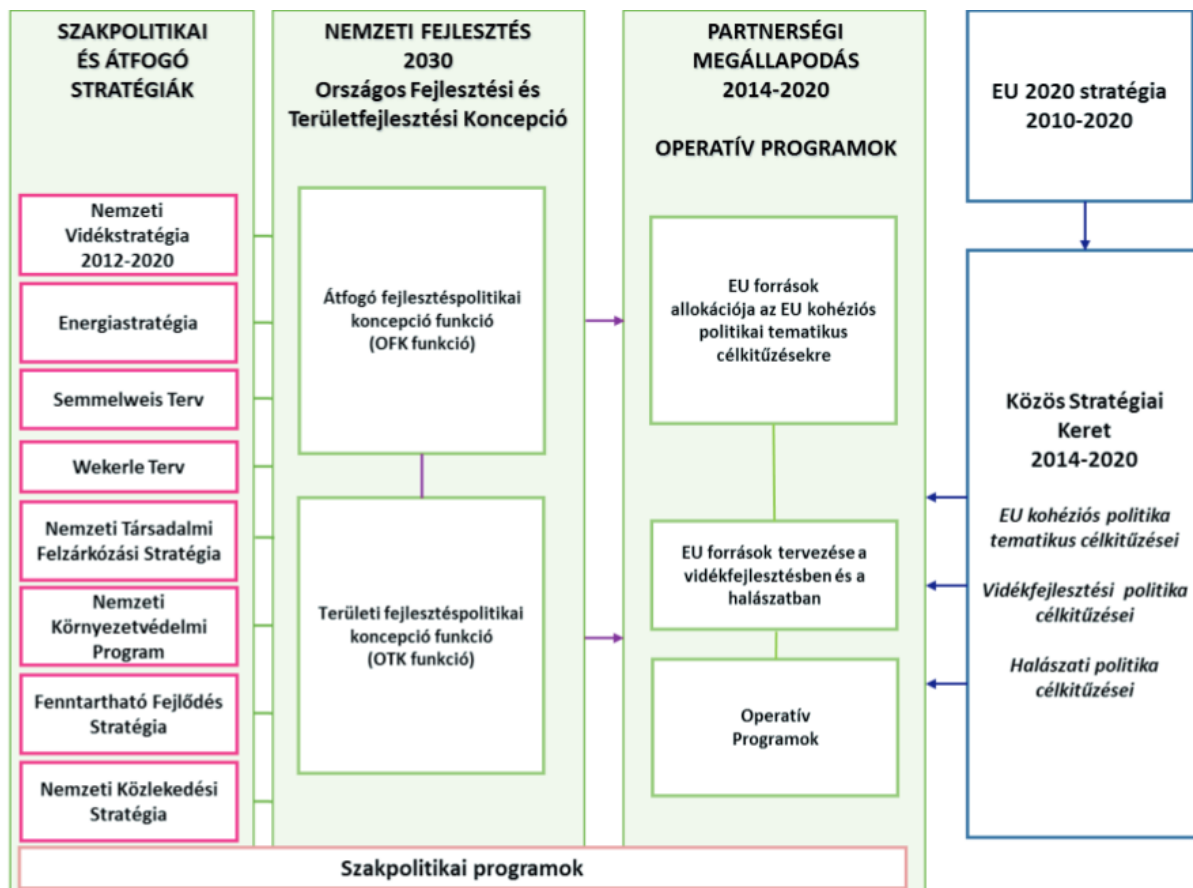 SZAKPOLITIKAI
ÉS ÁTFOGÓ
STRATÉGIÁK
Nemzeti
Vidékstratégia
2012-2020
Energiastratégia
Semmelweis Terv
Wekerle Terv
Nemzeti Társadalmi
Felzárkózási Stratégia
Nemzeti
Környezetvédelmi
Program
Fenntartható Fejlődés
Stratégia
Nemzeti Közlekedési
Stratégia
NEMZETI FEJLESZTÉS
2030
Országos Fejlesztési és
Területfejlesztési Koncepció
Átfogó fejlesztéspolitikai
koncepció funkció
(OFK funkció)
Területi fejlesztéspolitikai
koncepció funkció
(OTK funkció)
PARTNERSÉGI
MEGÁLLAPODÁS
2014-2020
OPERATÍV PROGRAMOK
EU források
allokációja az EU kohéziós
politikai tematikus
célkitűzésekre
EU források tervezése a
vidékfejlesztésben és a
halászatban
Operatív
Programok
EU 2020 stratégia
2010-2020
Közös Stratégiai
Keret
2014-2020
EU kohéziós politika
tematikus célkitűzései
Vidékfejlesztési politika
célkitűzései
Halászati politika
célkitűzései
Szakpolitikai programok